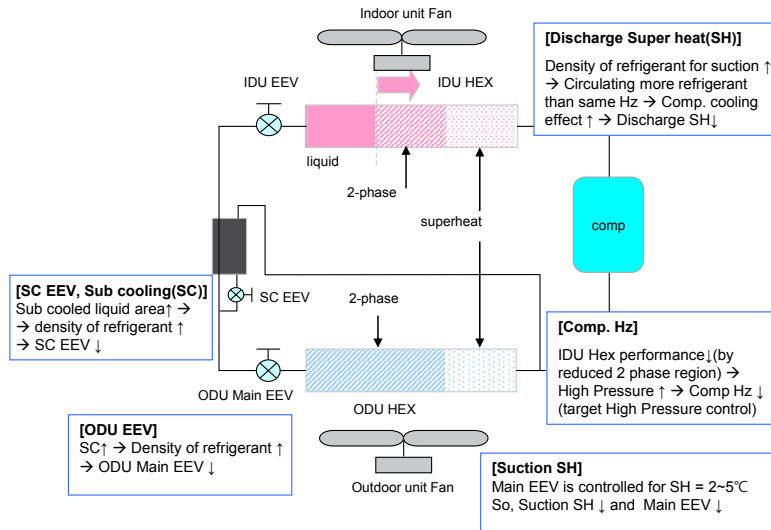 Indoor unit Fan
[Discharge Super heat(SH)]
Density of refrigerant for suction ↑
→ Circulating more refrigerant
than same Hz → Comp. cooling
effect ↑ → Discharge SH↓
IDU EEV
IDU HEX
liquid
2-phase
superheat
comp
[SC EEV, Sub cooling(SC)]
Sub cooled liquid area↑ →
→ density of refrigerant ↑
→ SC EEV ↓
SC EEV
2-phase
[Comp. Hz]
IDU Hex performance↓(by
reduced 2 phase region) →
High Pressure ↑ → Comp Hz ↓
(target High Pressure control)
ODU Main EEV
ODU HEX
[ODU EEV]
SC↑ → Density of refrigerant ↑
→ ODU Main EEV ↓
Outdoor unit Fan
[Suction SH]
Main EEV is controlled for SH = 2~5℃
So, Suction SH ↓ and  Main EEV ↓